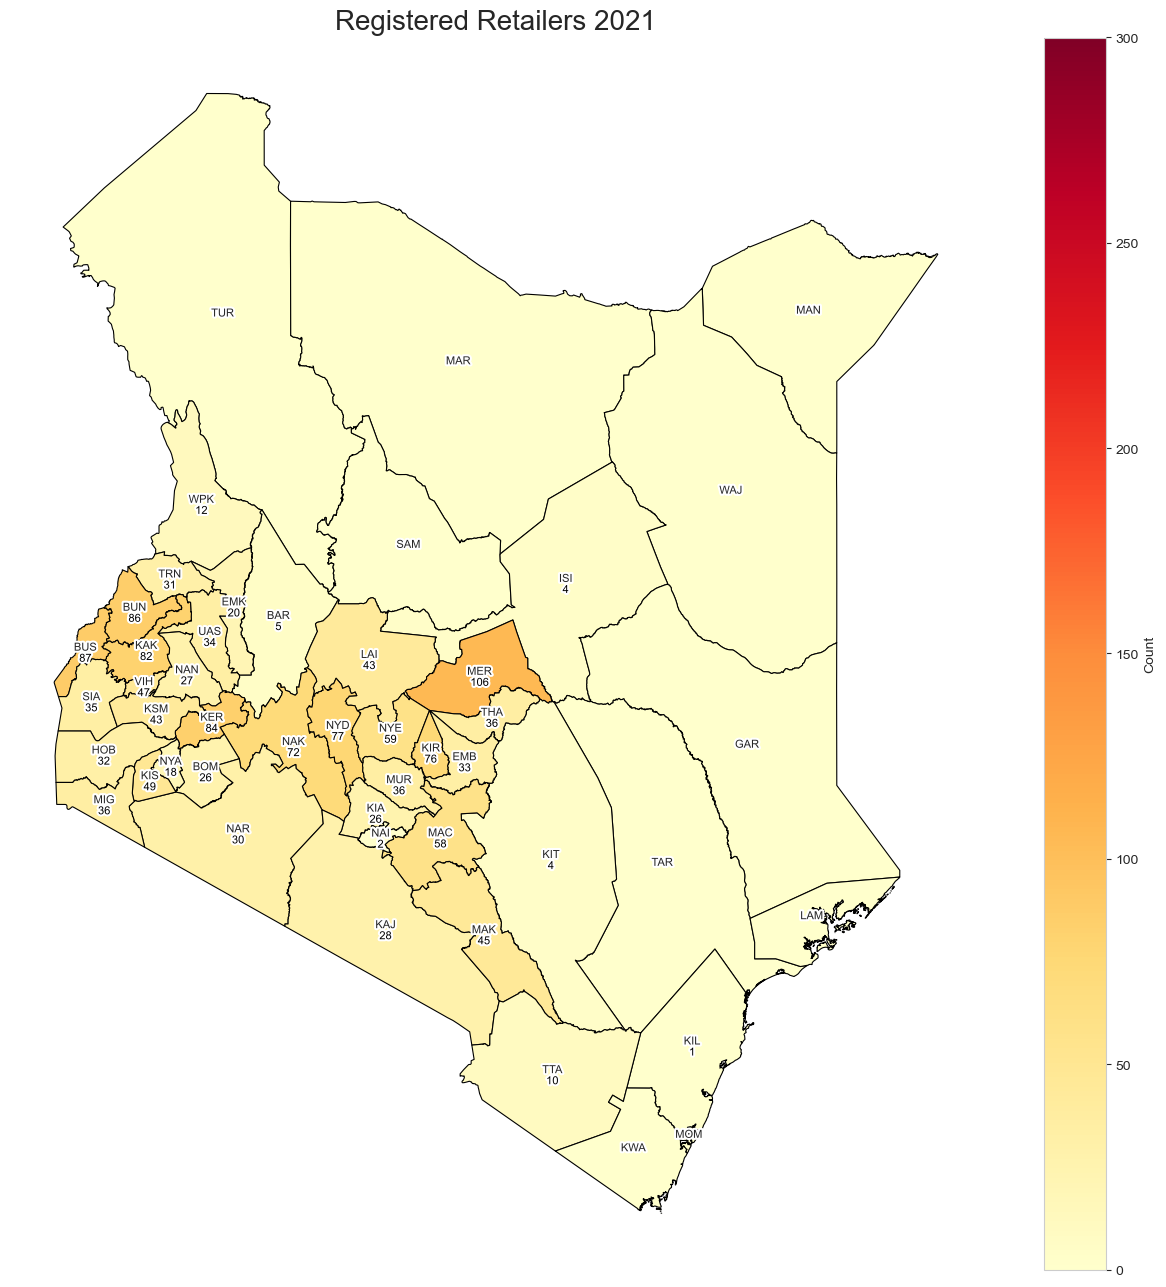 Registered Retailers 2021
300
250
200
150
100
50
0
Count
TUR
MAR
MAN
WAJ
WPK
12
SAM
TRN
31
ISI
4
BUN
86
EMK
20
BAR
5
UAS
34
BUS
87
KAK
82
LAI
43
NAN
27
MER
106
VIH
47
SIA
35
KSM
43
KER
84
THA
36
NYD
77
NYE
59
NAK
72
KIR
76
GAR
HOB
32
NYA
18
BOM
26
EMB
33
KIS
49
MUR
36
MIG
36
KIA
26
NAR
30
NAI
2
MAC
58
KIT
4
TAR
LAM
KAJ
28
MAK
45
KIL
1
TTA
10
MOM
KWA